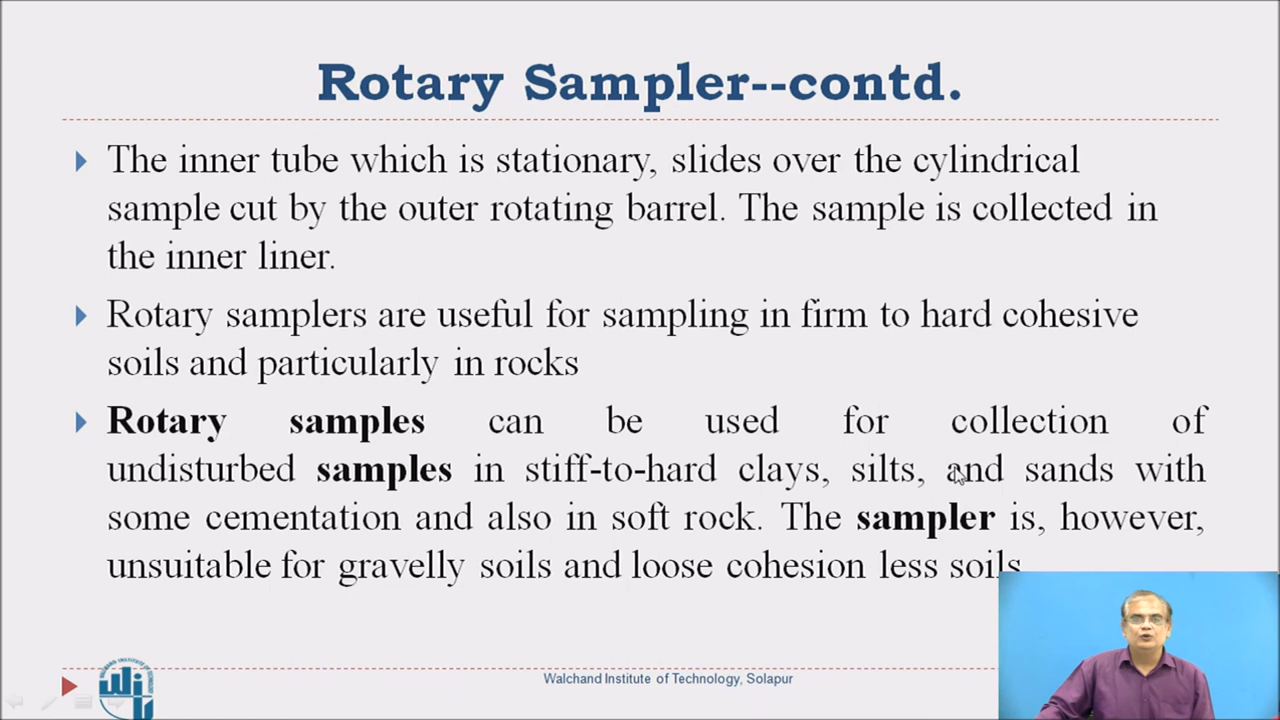 Rotary Sampler--contd.
The inner tube which is stationary, slides over the cylindrical
sample cut by the outer rotating barrel. The sample is collected in
the inner liner.
Rotary samplers are useful for sampling in firm to hard cohesive
soils and particularly in rocks
Rotary samples can be used for collection of
undisturbed samples in stiff-to-hard clays, silts, and sands with
some cementation and also in soft rock. The sampler is, however,
unsuitable for gravelly soils and loose cohesion less soils
Walchand Institute of Technology, Solapur